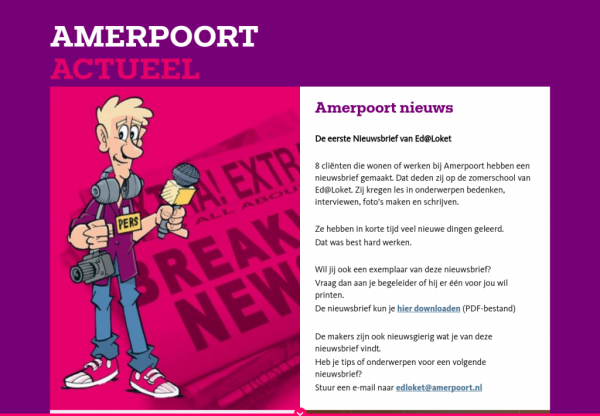 AMERPOORT
ACTUEEL
PERS
EXTRA! EXTRA!
ALL ABOU
BREAK
NEWS
Amerpoort nieuws
De eerste Nieuwsbrief van Ed@Loket
8 cliënten die wonen of werken bij Amerpoort hebben een
nieuwsbrief gemaakt. Dat deden zij op de zomerschool van
Ed@Loket. Zij kregen les in onderwerpen bedenken,
interviewen, foto's maken en schrijven.
Ze hebben in korte tijd veel nieuwe dingen geleerd.
Dat was best hard werken.
Wil jij ook een exemplaar van deze nieuwsbrief?
Vraag dan aan je begeleider of hij er één voor jou wil
printen.
De nieuwsbrief kun je hier downloaden (PDF-bestand)
De makers zijn ook nieuwsgierig wat je van deze
nieuwsbrief vindt.
Heb je tips of onderwerpen voor een volgende
nieuwsbrief?
Stuur een e-mail naar edloket@amerpoort.nl